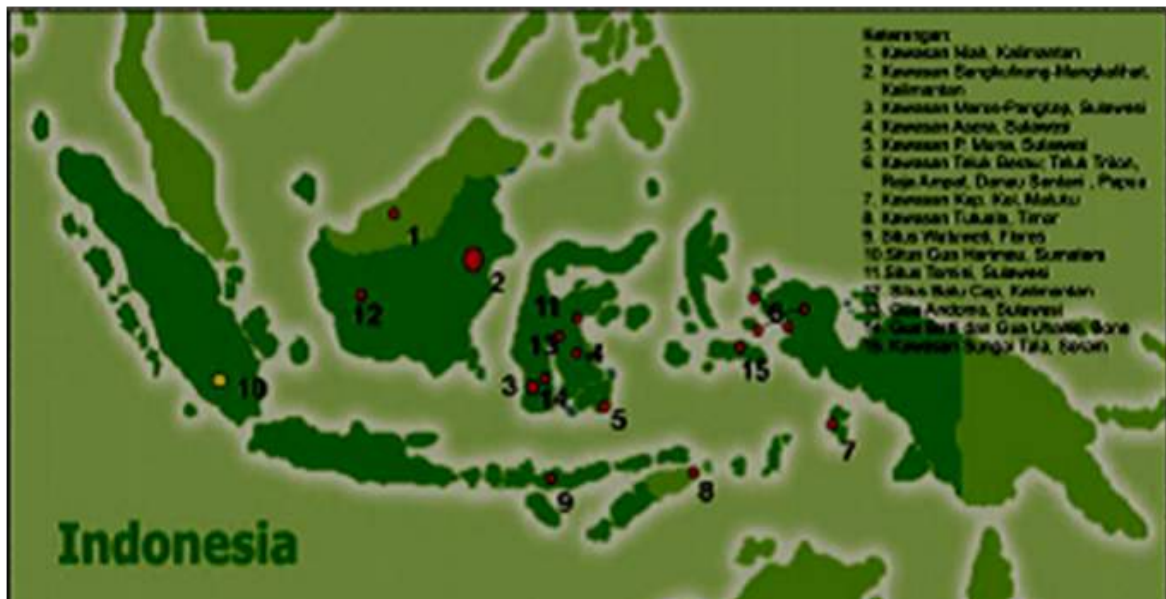 Keterangan:
1. Kawasan Niah, Kalimantan
2. Kawasan Sangkulirang-Mangkalihat,
Kalimantan
3. Kawasan Maros-Pangkep, Sulawesi
4. Kawasan Asera, Sulawesi
5. Kawasan P. Muna, Sulawesi
6. Kawasan Teluk Berau, Teluk Triton,
Raja Ampat, Danau Sentani, Papua
7. Kawasan Kep. Kei, Maluku
8. Kawasan Tutuala, Timor
9. Situs Flores
10. Situs Gua Harimau, Sumatera
11. Situs Sulawesi
12. Situs Batu Cap, Kalimantan
13. Gua Andomo, Sulawesi
14. Gua dan Gua Bone
15. Kawasan Sungai Tala, Seram
1
2
12
11
6
13
4
15
10
3
14
5
7
8
9
Indonesia